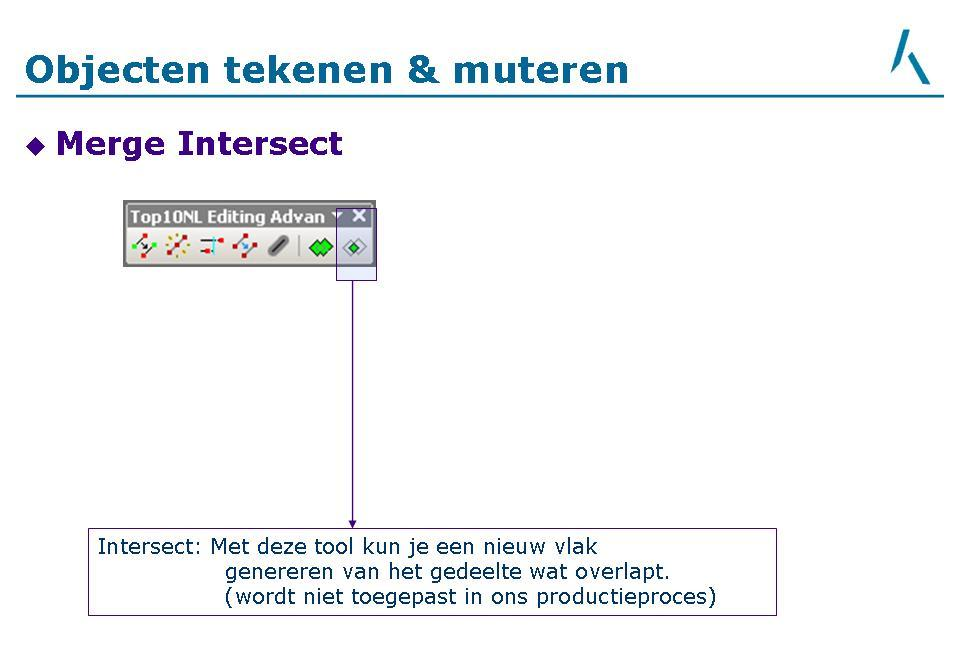 Objecten tekenen & muteren
Merge Intersect
Top10NL Editing Advan
Intersect: Met deze tool kun je een nieuw vlak
genereren van het gedeelte wat overlapt.
(wordt niet toegepast in ons productieproces)